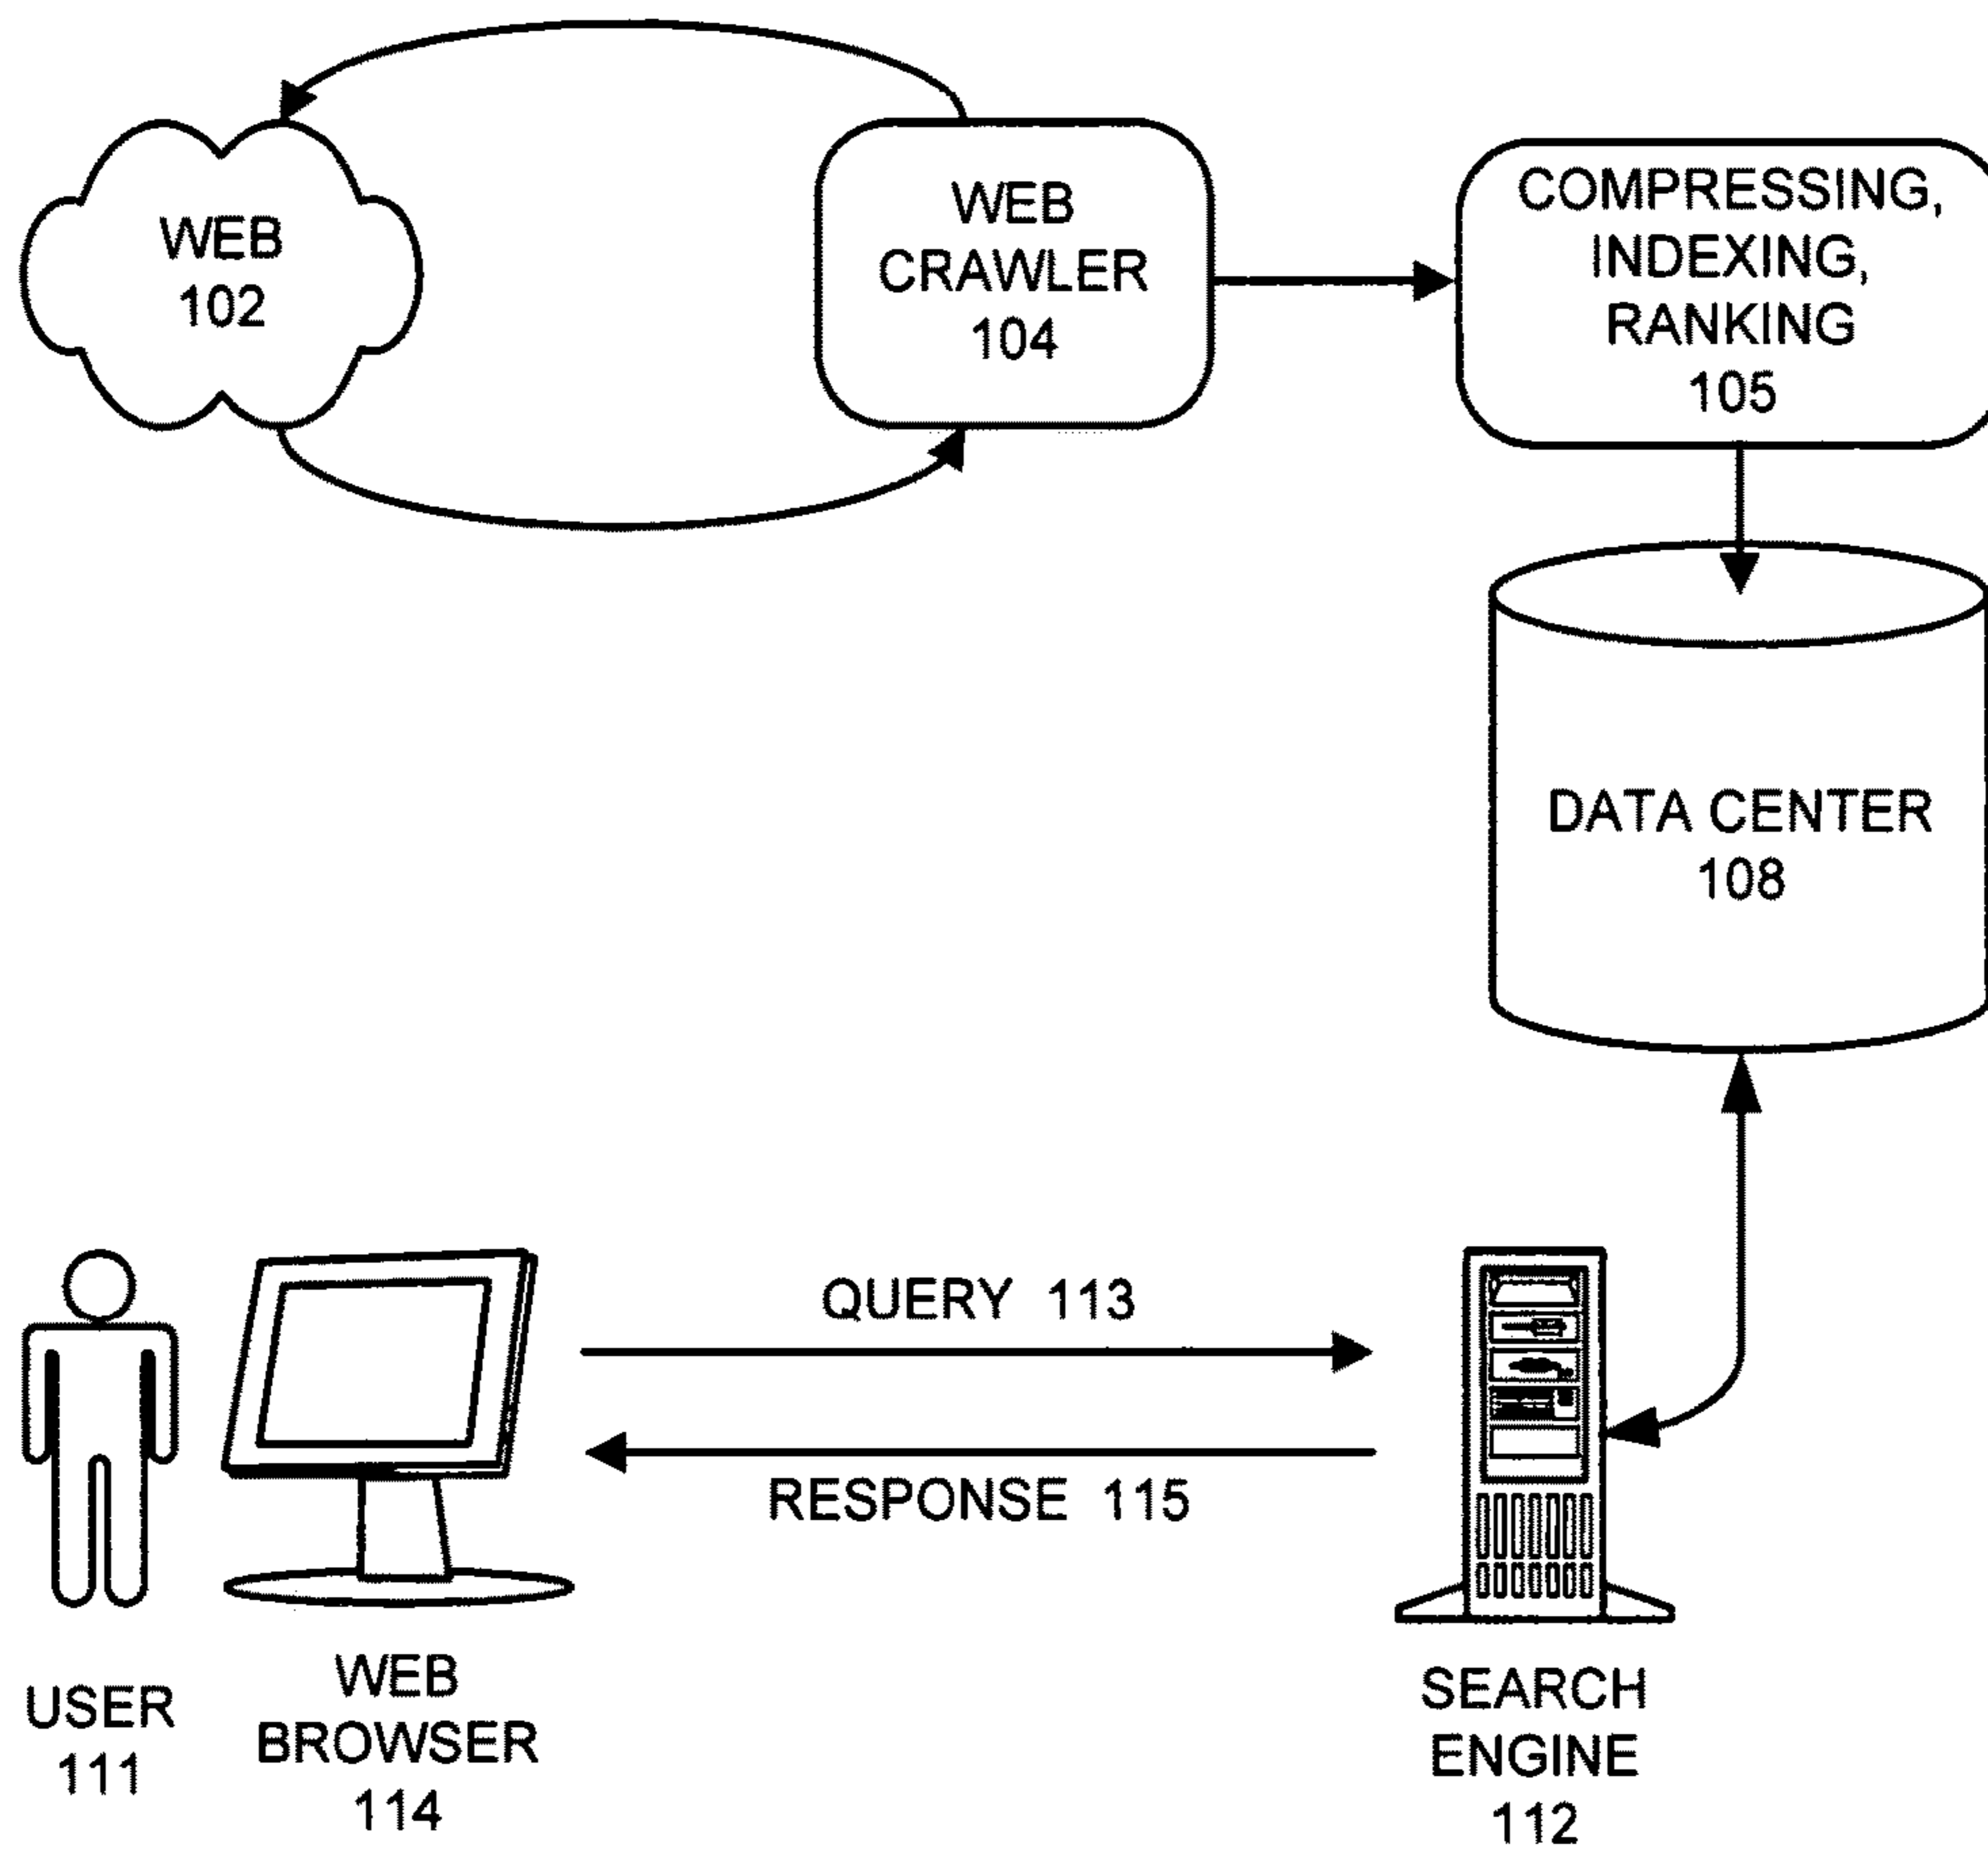 WEB
102
WEB
CRAWLER
104
COMPRESSING,
INDEXING,
RANKING
105
DATA CENTER
108
QUERY 113
RESPONSE 115
USER
111
WEB
BROWSER
114
SEARCH
ENGINE
112